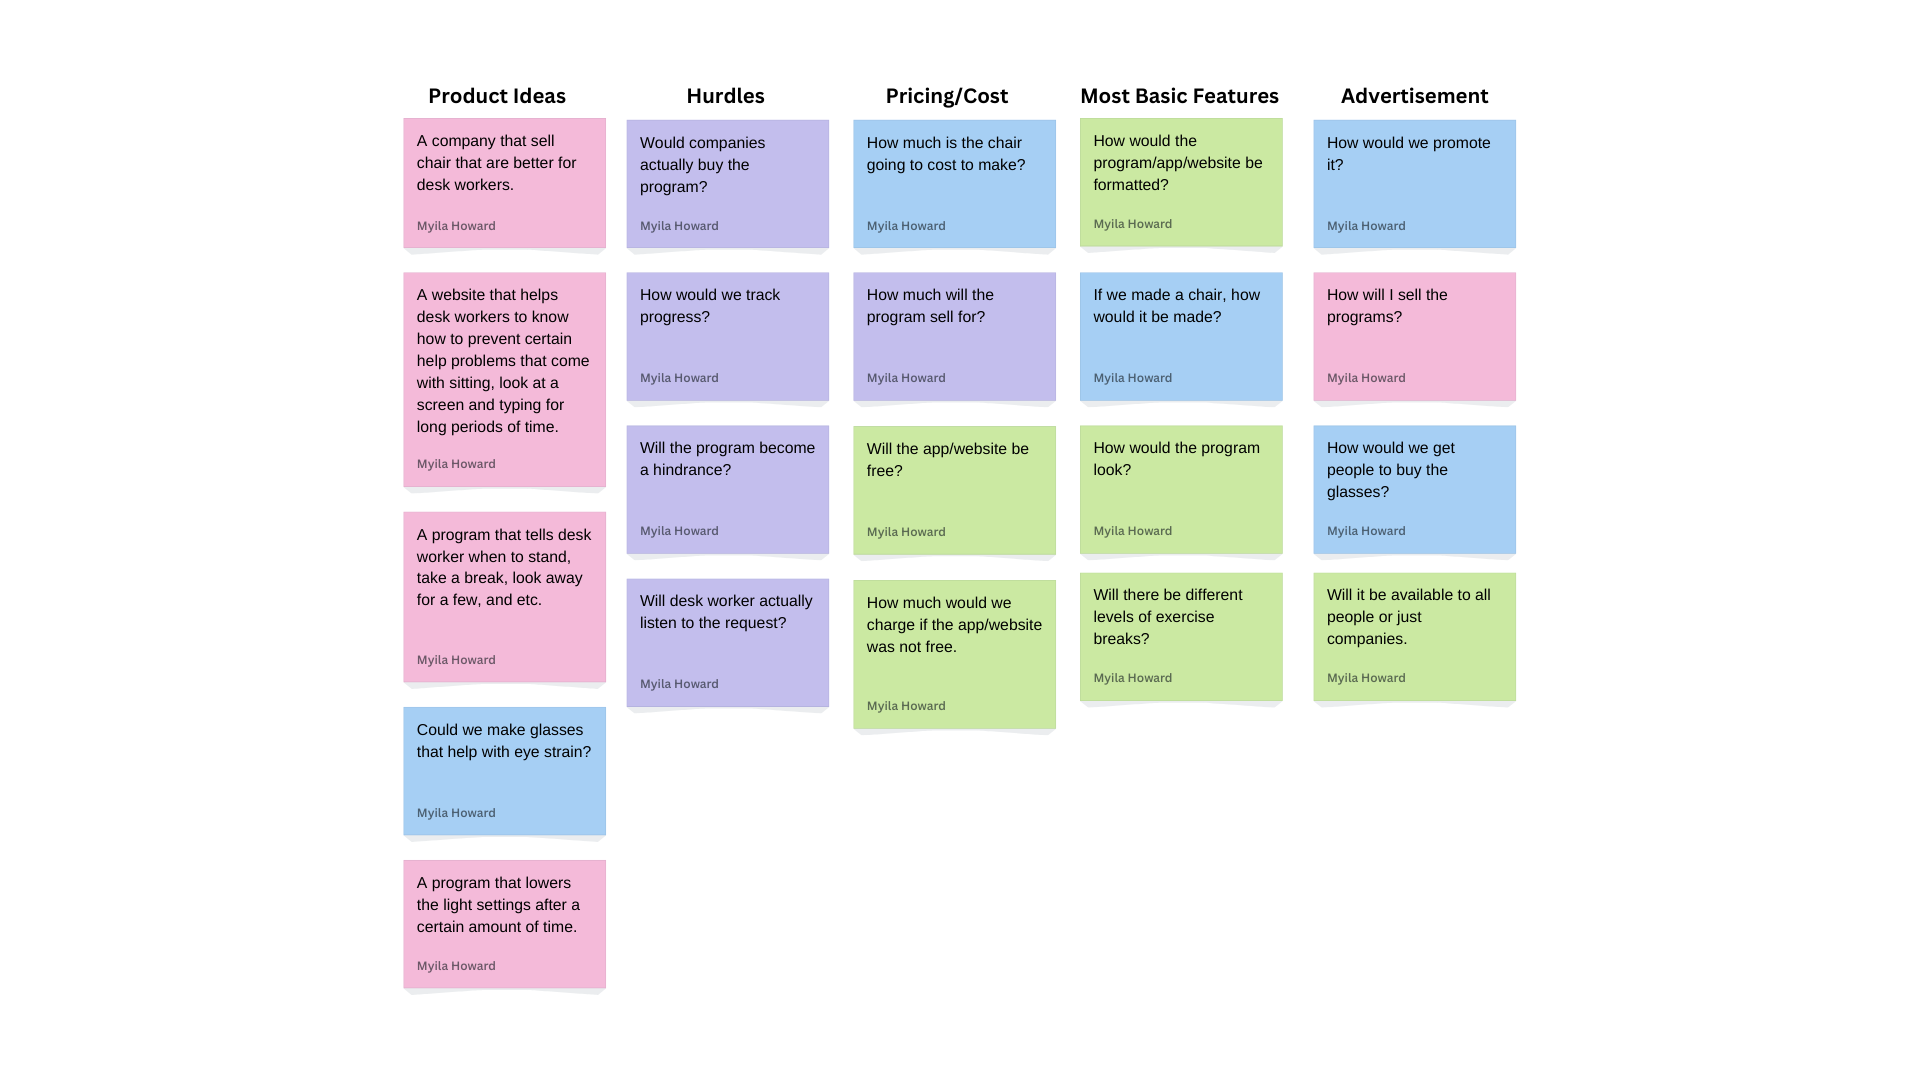 Product Ideas
A company that sell
chair that are better for
desk workers.
Myila Howard
A website that helps
desk workers to know
how to prevent certain
help problems that come
with sitting, look at a
screen and typing for
long periods of time.
Myila Howard
A program that tells desk
worker when to stand,
take a break, look away
for a few, and etc.
Myila Howard
Could we make glasses
that help with eye strain?
Myila Howard
A program that lowers
the light settings after a
certain amount of time.
Myila Howard
Hurdles
Would companies
actually buy the
program?
Myila Howard
How would we track
progress?
Myila Howard
Will the program become
a hindrance?
Myila Howard
Will desk worker actually
listen to the request?
Myila Howard
Pricing/Cost
How much is the chair
going to cost to make?
Myila Howard
How much will the
program sell for?
Myila Howard
Will the app/website be
free?
Myila Howard
How much would we
charge if the app/website
was not free.
Myila Howard
Most Basic Features
How would the
program/app/website be
formatted?
Myila Howard
If we made a chair, how
would it be made?
Myila Howard
How would the program
look?
Myila Howard
Will there be different
levels of exercise
breaks?
Myila Howard
Advertisement
How would we promote
it?
Myila Howard
How will I sell the
programs?
Myila Howard
How would we get
people to buy the
glasses?
Myila Howard
Will it be available to all
people or just
companies.
Myila Howard